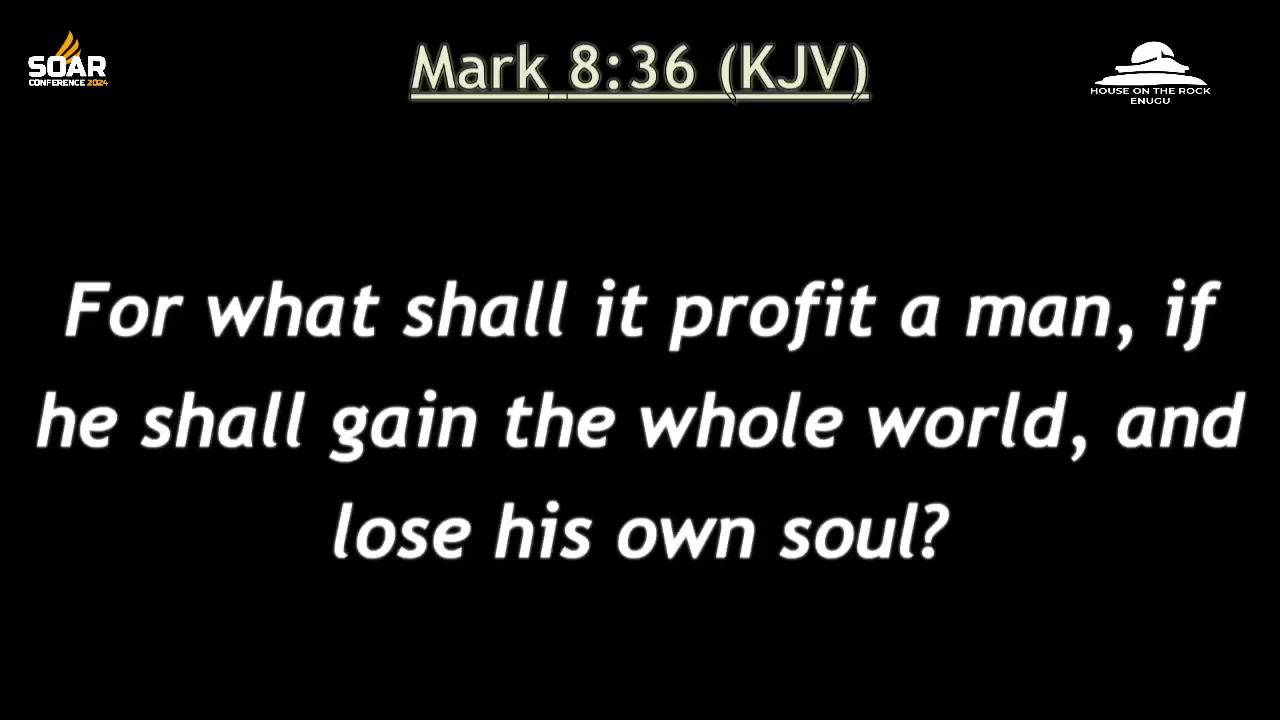 SOAR
CONFERENCE 2024
Mark 8:36 (KJV)
HOUSE ON THE ROCK
ENUGU
For what shall it profit a man, if
he shall gain the whole world, and
lose his own soul?